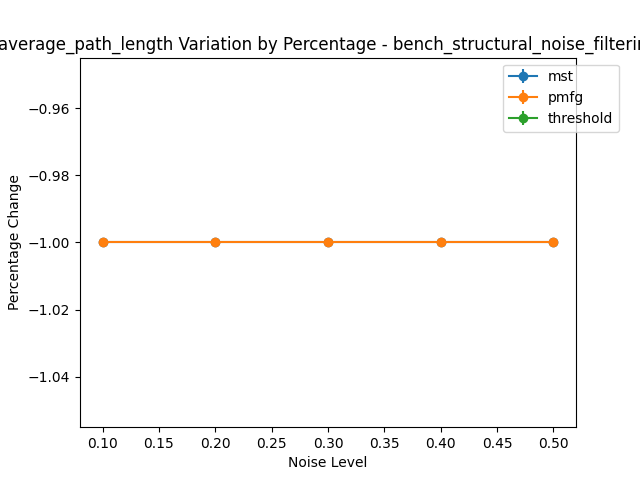 average_path_length Variation by Percentage - bench_structural_noise_filterin
mst
pmfg
threshold
Percentage Change
−0.96
−0.98
−1.00
−1.02
−1.04
0.10 0.15 0.20 0.25 0.30 0.35 0.40 0.45 0.50
Noise Level